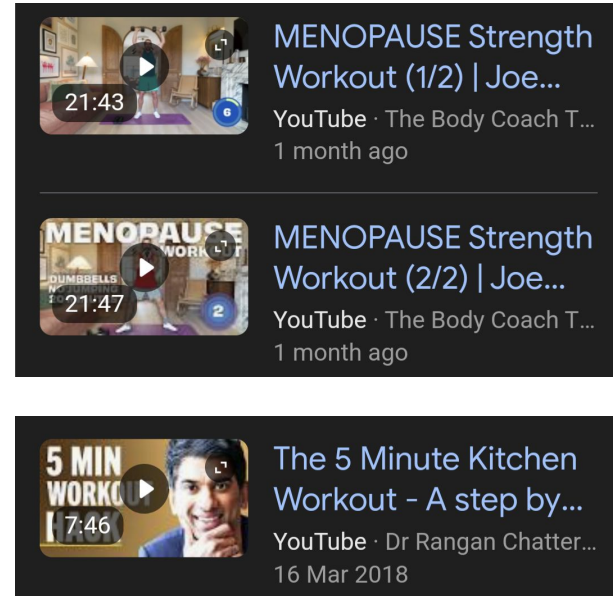 21:43
6
MENOPAUSE Strength
Workout (1/2) | Joe...
YouTube · The Body Coach T...
1 month ago
MENOPAUSE
WORKOUT
DUMBBELLS
NO JUMPING
21:47
2
MENOPAUSE Strength
Workout (2/2) | Joe...
YouTube · The Body Coach T...
1 month ago
5 MIN
WORKOUT
HACK
7:46
The 5 Minute Kitchen
Workout - A step by...
YouTube · Dr Rangan Chatter...
16 Mar 2018